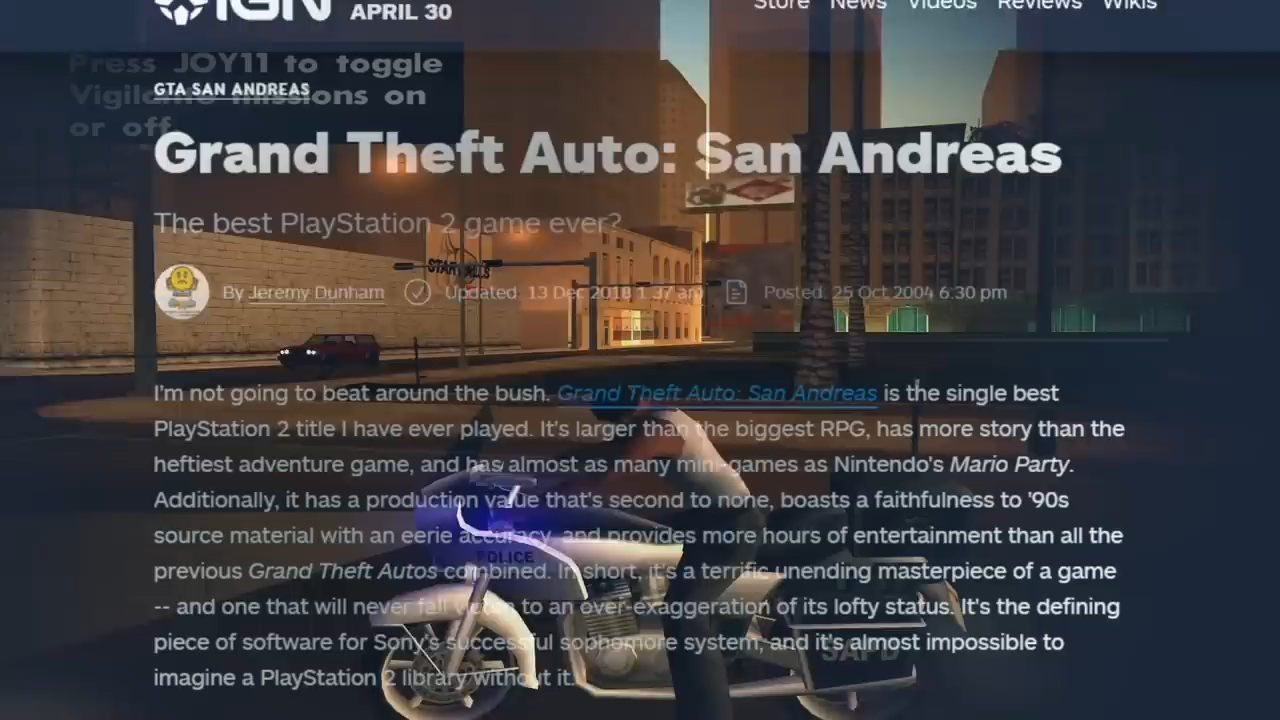 IGN APRIL 30 Store News Videos Reviews Wikis
Press JOY11 to toggle
Vigilante missions on
or off
GTA SAN ANDREAS
Grand Theft Auto: San Andreas
The best PlayStation 2 game ever?
By Jeremy Dunham Updated: 13 Dec 2018 1:37 am Posted: 25 Oct 2004 6:30 pm
I'm not going to beat around the bush. Grand Theft Auto: San Andreas is the single best
PlayStation 2 title I have ever played. It's larger than the biggest RPG, has more story than the
heftiest adventure game, and has almost as many mini-games as Nintendo's Mario Party.
Additionally, it has a production value that's second to none, boasts a faithfulness to '90s
source material with an eerie accuracy, and provides more hours of entertainment than all the
previous Grand Theft Autos combined. In short, it's a terrific unending masterpiece of a game
-- and one that will never fall victim to an over-exaggeration of its lofty status. It's the defining
piece of software for Sony's successful sophomore system, and it's almost impossible to
imagine a PlayStation 2 library without it.
POLICE
SAPD